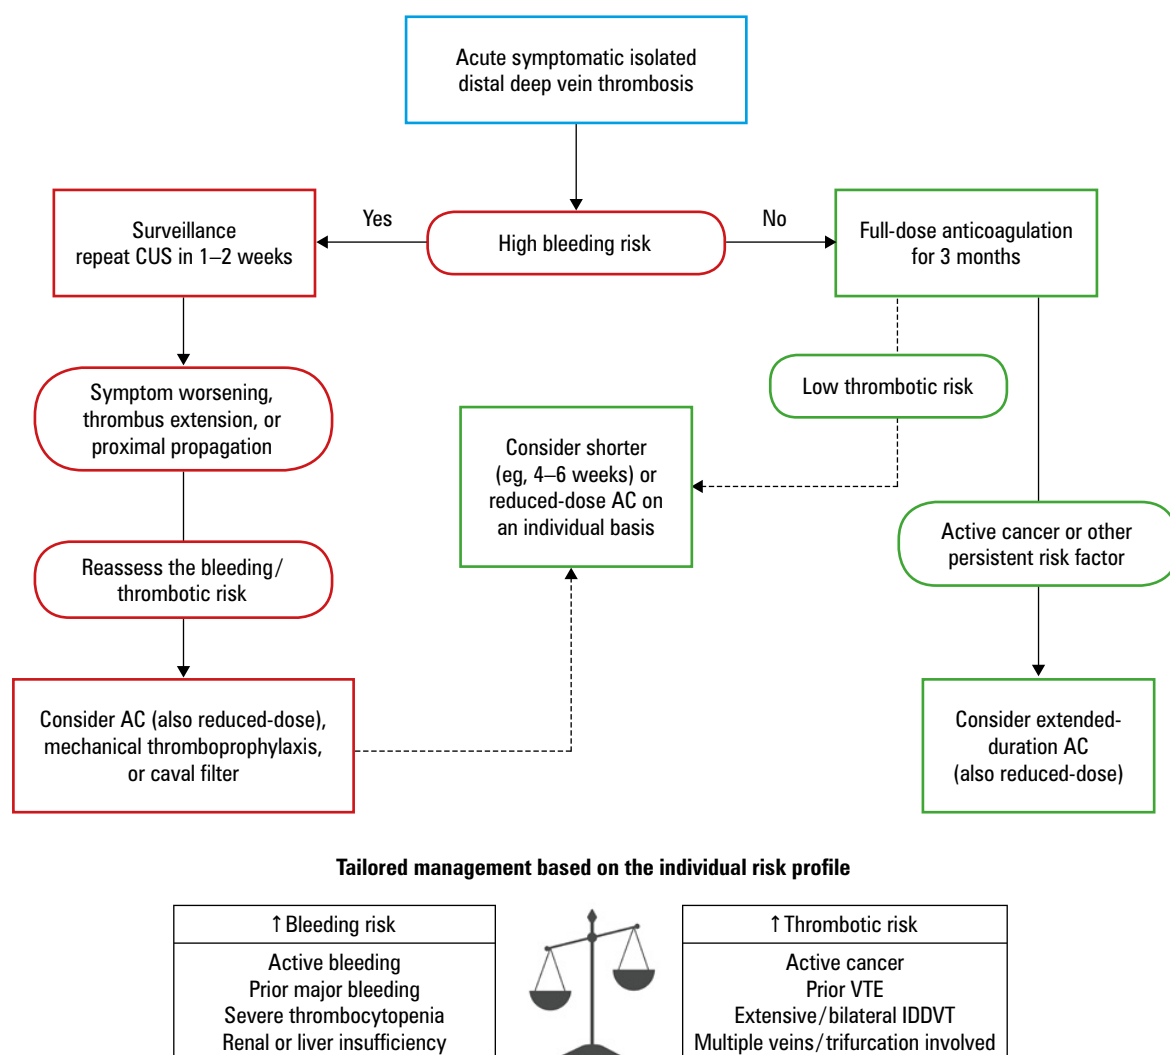 Acute symptomatic isolated
distal deep vein thrombosis
Yes
High bleeding risk
No
Surveillance
repeat CUS in 1–2 weeks
Full-dose anticoagulation
for 3 months
Symptom worsening,
thrombus extension, or
proximal propagation
Low thrombotic risk
Consider shorter
(eg, 4–6 weeks) or
reduced-dose AC on
an individual basis
Active cancer or other
persistent risk factor
Reassess the bleeding/
thrombotic risk
Consider AC (also reduced-dose),
mechanical thromboprophylaxis,
or caval filter
Consider extended-
duration AC
(also reduced-dose)
Tailored management based on the individual risk profile
↑ Bleeding risk
Active bleeding
Prior major bleeding
Severe thrombocytopenia
Renal or liver insufficiency
↑ Thrombotic risk
Active cancer
Prior VTE
Extensive/bilateral IDDVT
Multiple veins/trifurcation involved